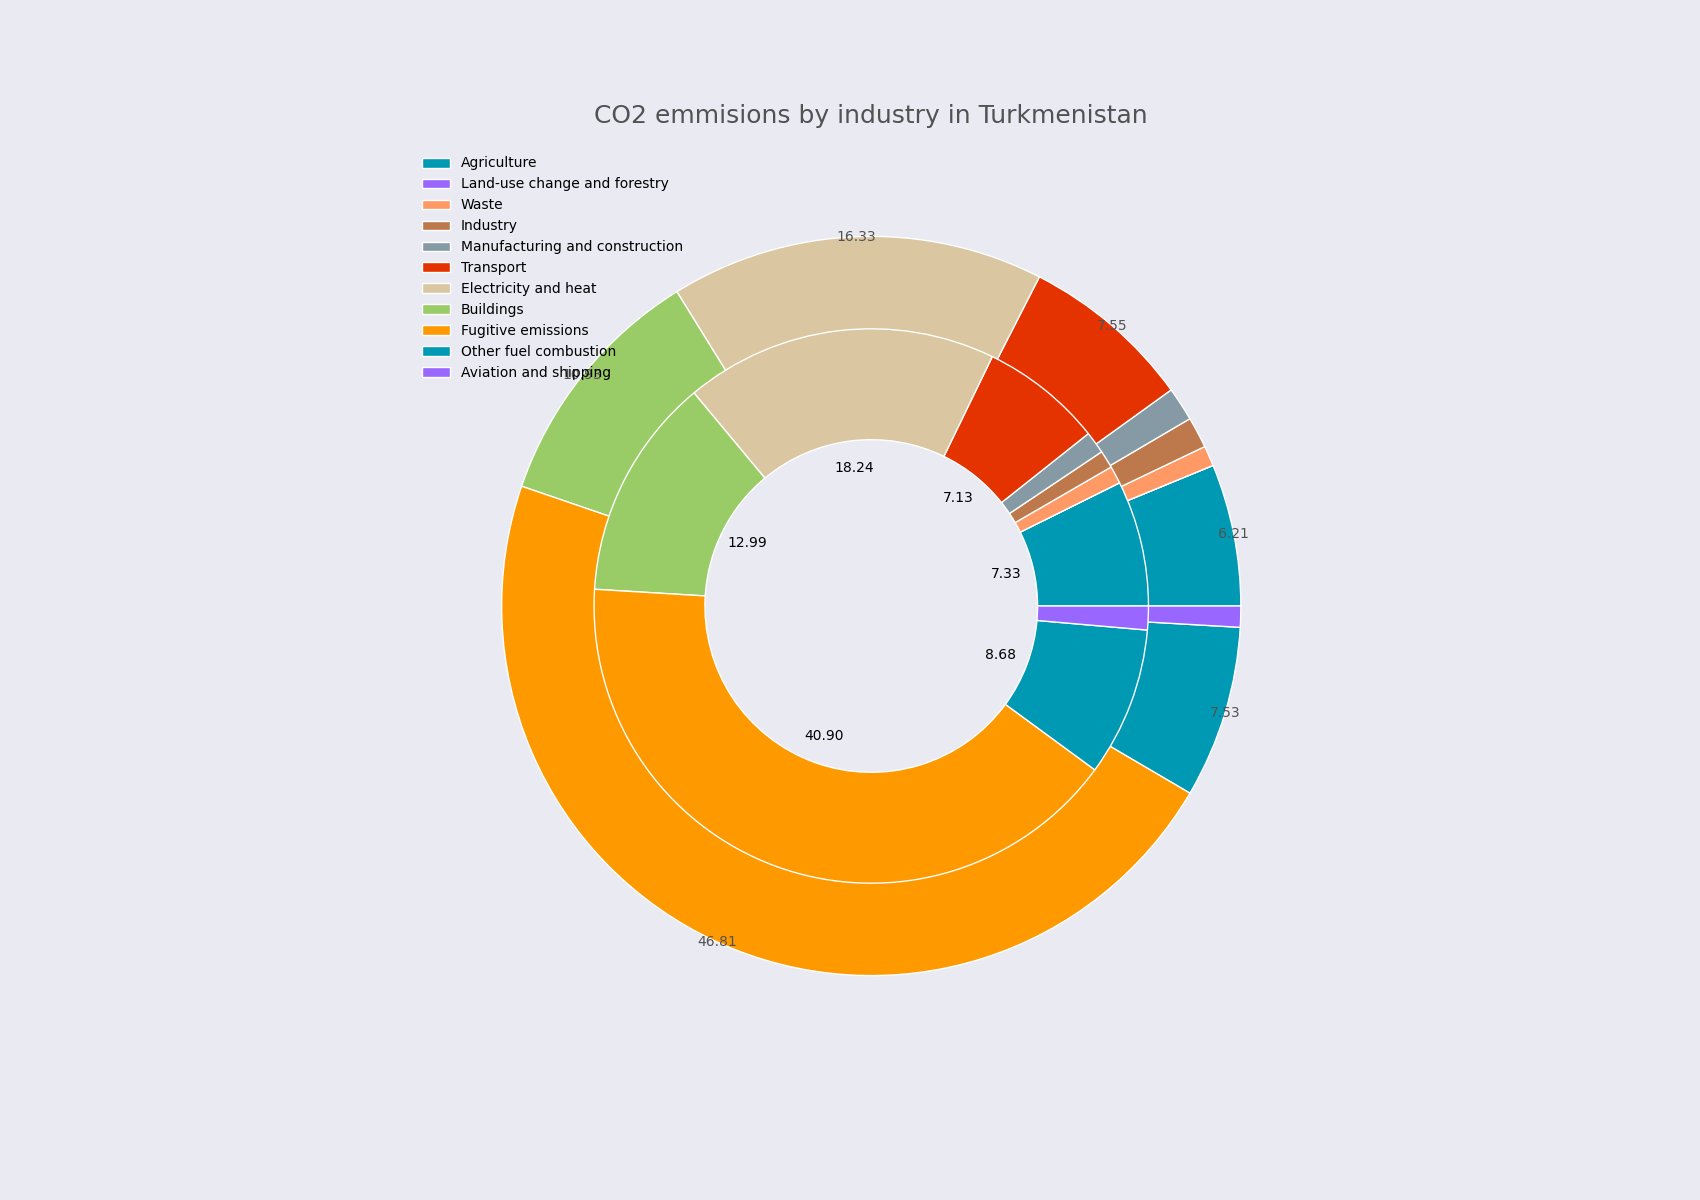 CO2 emmisions by industry in Turkmenistan
Agriculture
Land-use change and forestry
Waste
Industry
Manufacturing and construction
Transport
Electricity and heat
Buildings
Fugitive emissions
Other fuel combustion
Aviation and shipping
16.33
7.55
6.21
7.53
46.81
18.24
7.13
12.99
7.33
8.68
40.90